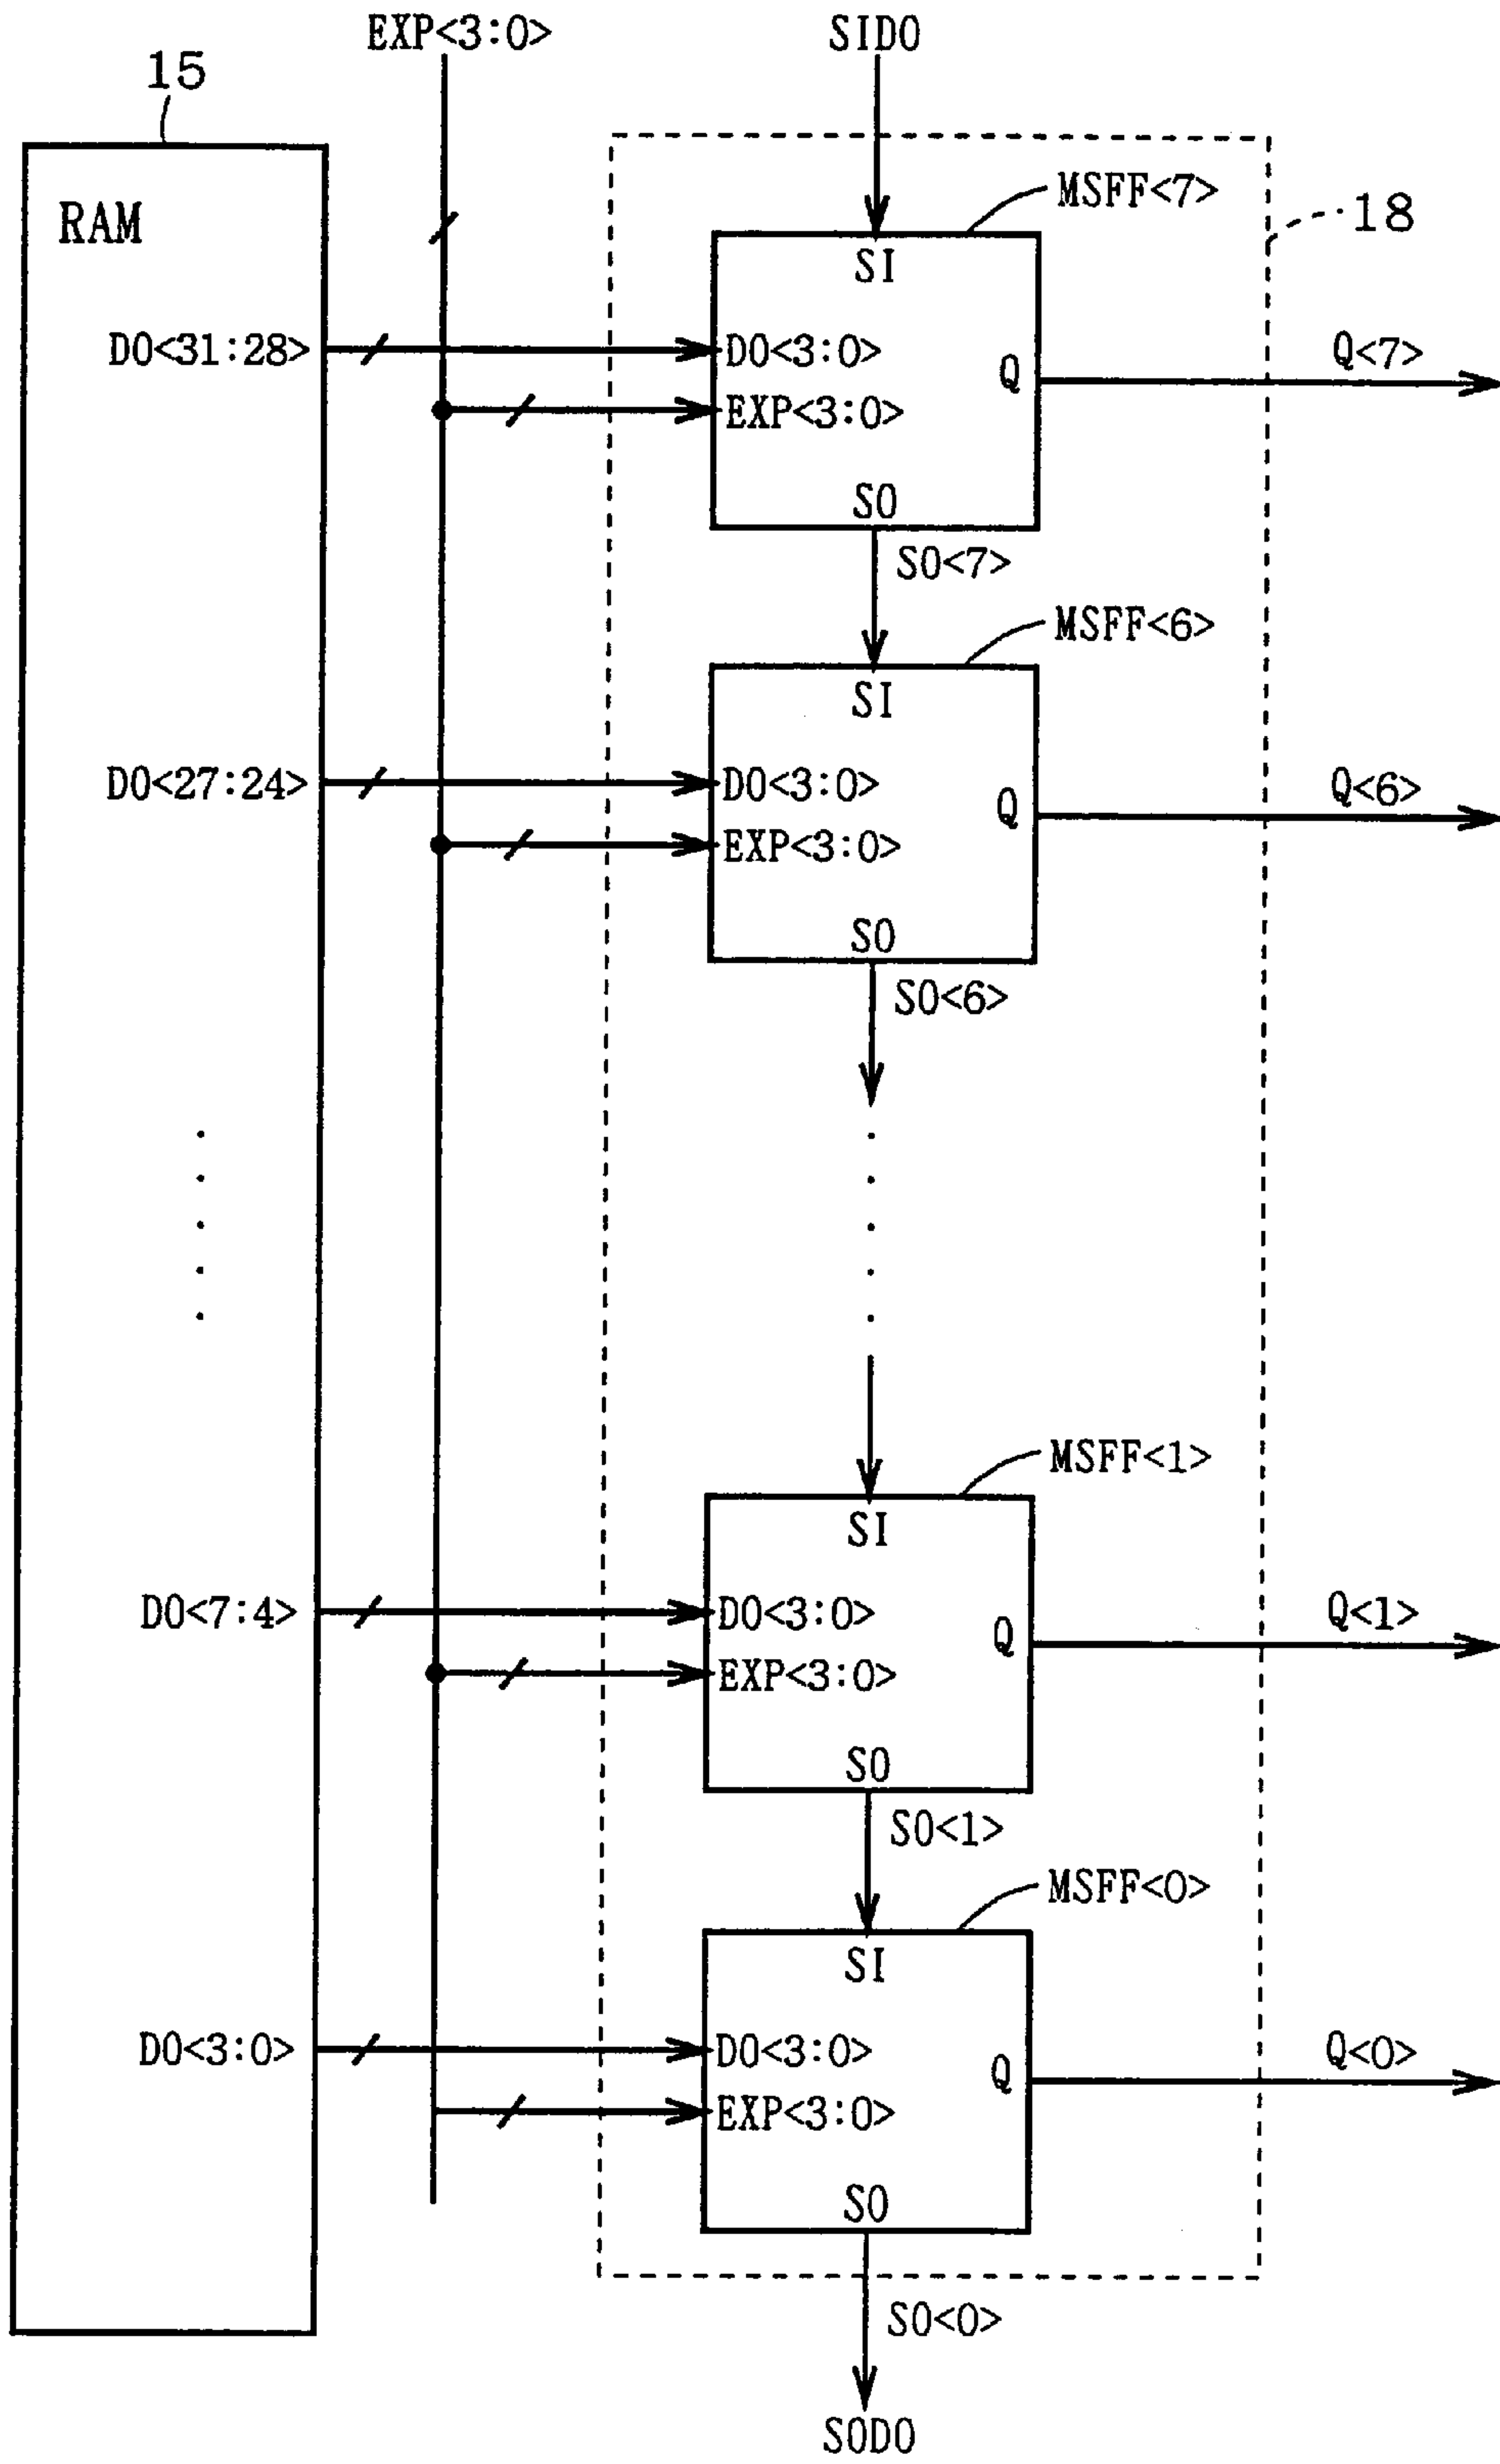 EXP<3:0>
SIDO
15
MSFF<7>
18
RAM
SI
DO<31:28>
DO<3:0>
Q
Q<7>
EXP<3:0>
SO
SO<7>
MSFF<6>
SI
DO<27:24>
DO<3:0>
Q
Q<6>
EXP<3:0>
SO
SO<6>
MSFF<1>
SI
DO<7:4>
DO<3:0>
Q
Q<1>
EXP<3:0>
SO
SO<1>
MSFF<0>
SI
DO<3:0>
DO<3:0>
Q
Q<0>
EXP<3:0>
SO
SO<0>
SODO